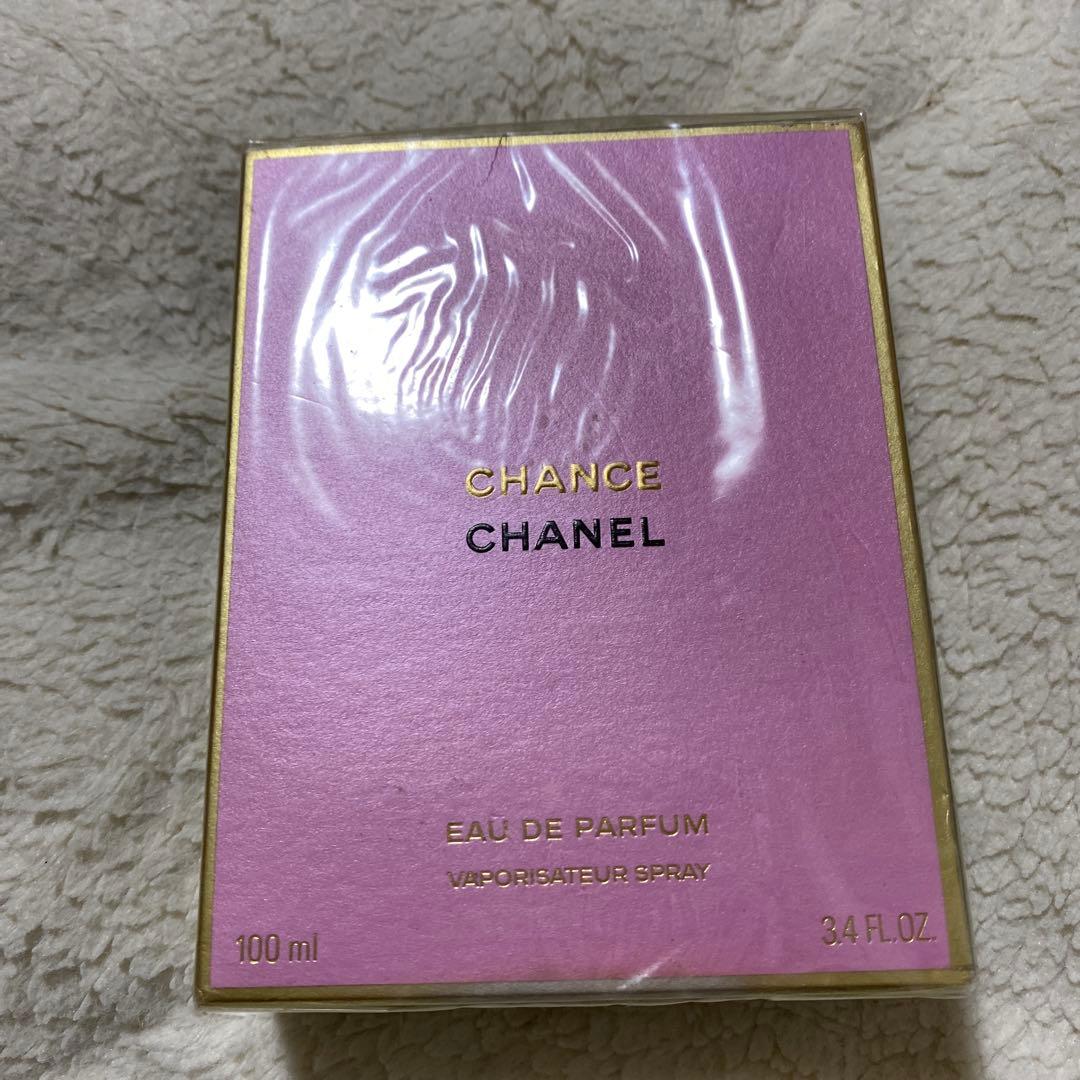 CHANCE
CHANEL
EAU DE PARFUM
VAPORISATEUR SPRAY
100 ml
3.4 FL.OZ.